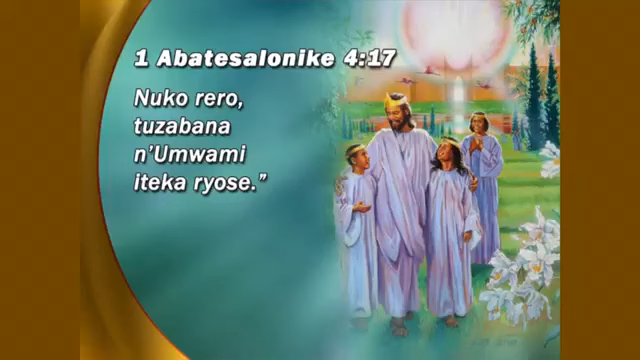 1 Abatesalonike 4:17
Nuko rero,
tuzabana
n’Umwami
iteka ryose.”